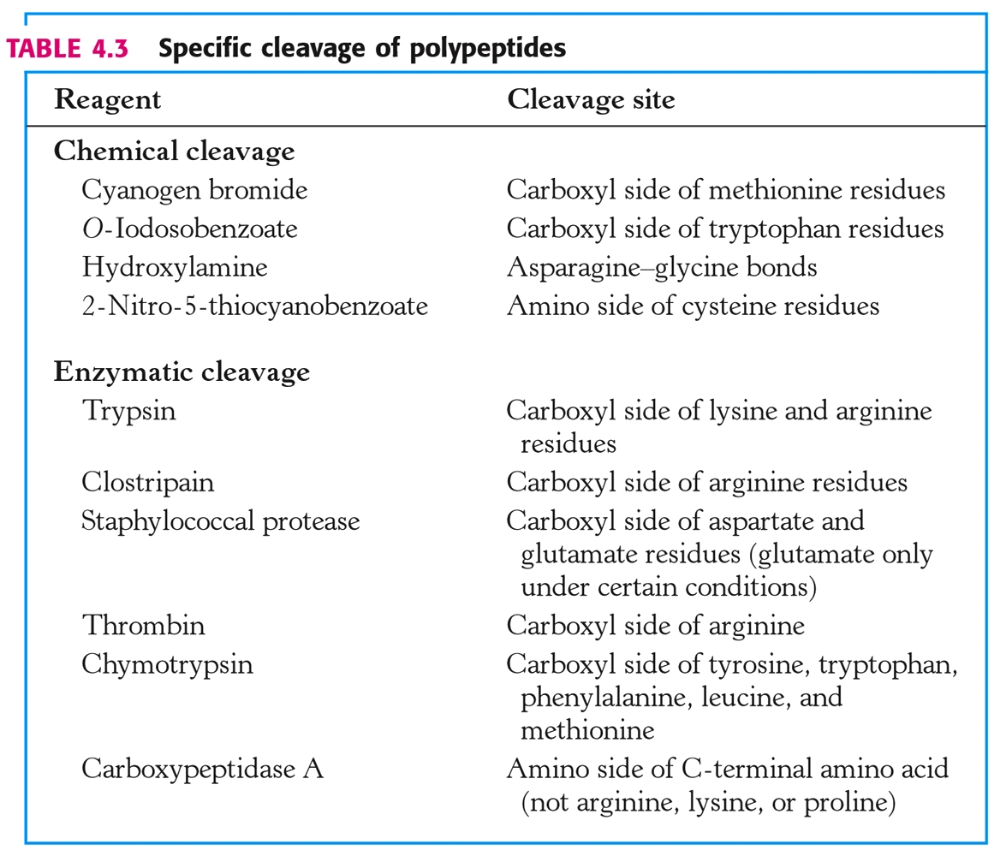 TABLE 4.3 Specific cleavage of polypeptides
Reagent Cleavage site
Chemical cleavage
Cyanogen bromide Carboxyl side of methionine residues
O-Iodosobenzoate Carboxyl side of tryptophan residues
Hydroxylamine Asparagine–glycine bonds
2-Nitro-5-thiocyanobenzoate Amino side of cysteine residues
Enzymatic cleavage
Trypsin Carboxyl side of lysine and arginine
residues
Clostripain Carboxyl side of arginine residues
Staphylococcal protease Carboxyl side of aspartate and
glutamate residues (glutamate only
under certain conditions)
Thrombin Carboxyl side of arginine
Chymotrypsin Carboxyl side of tyrosine, tryptophan,
phenylalanine, leucine, and
methionine
Carboxypeptidase A Amino side of C-terminal amino acid
(not arginine, lysine, or proline)